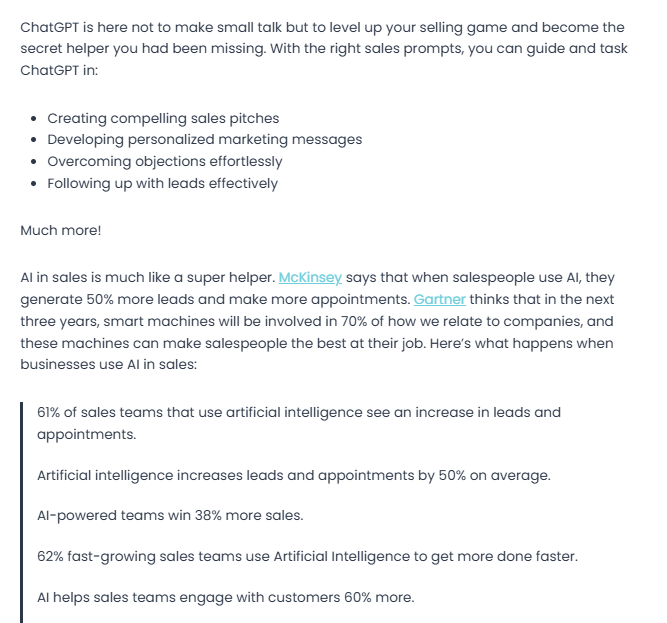 ChatGPT is here not to make small talk but to level up your selling game and become the
secret helper you had been missing. With the right sales prompts, you can guide and task
ChatGPT in:
• Creating compelling sales pitches
• Developing personalized marketing messages
• Overcoming objections effortlessly
• Following up with leads effectively
Much more!
AI in sales is much like a super helper. McKinsey says that when salespeople use AI, they
generate 50% more leads and make more appointments. Gartner thinks that in the next
three years, smart machines will be involved in 70% of how we relate to companies, and
these machines can make salespeople the best at their job. Here’s what happens when
businesses use AI in sales:
61% of sales teams that use artificial intelligence see an increase in leads and
appointments.
Artificial intelligence increases leads and appointments by 50% on average.
AI-powered teams win 38% more sales.
62% fast-growing sales teams use Artificial Intelligence to get more done faster.
AI helps sales teams engage with customers 60% more.